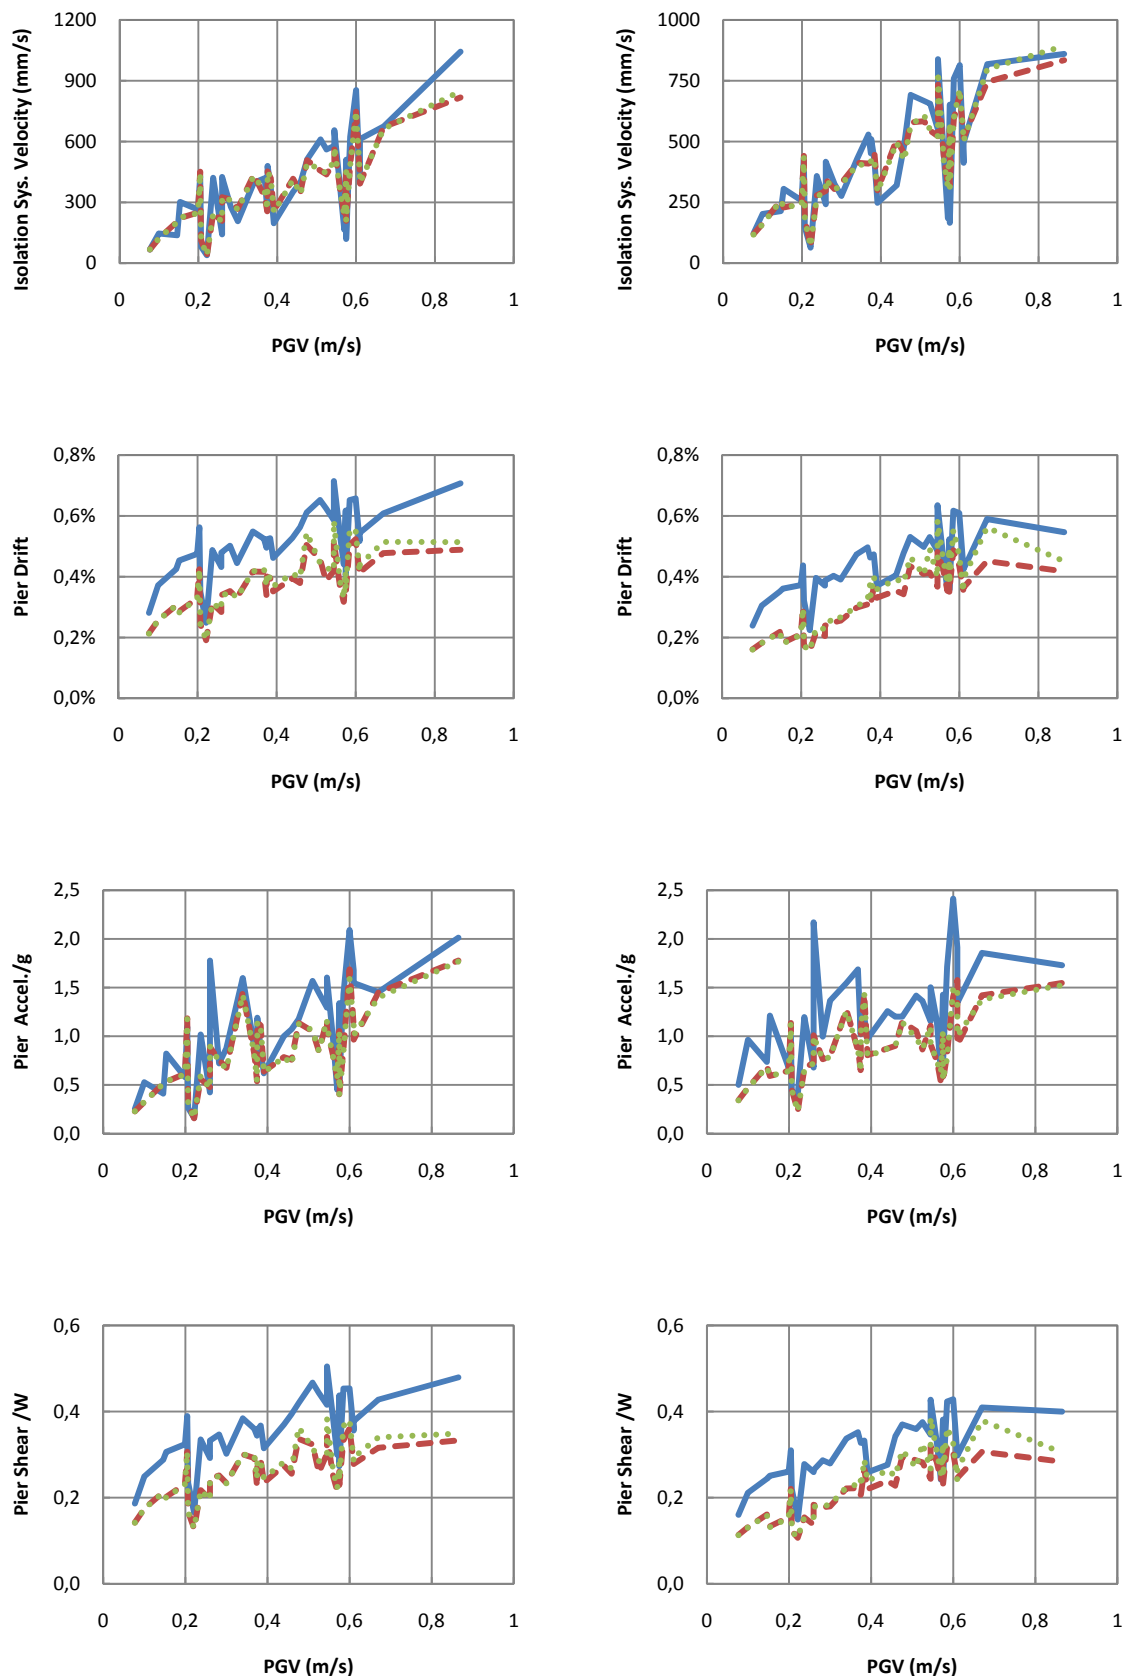 Isolation Sys. Velocity (mm/s)
1200
900
600
300
0
0 0,2 0,4 0,6 0,8 1
PGV (m/s)
Isolation Sys. Velocity (mm/s)
1000
750
500
250
0
0 0,2 0,4 0,6 0,8 1
PGV (m/s)
Pier Drift
0,8%
0,6%
0,4%
0,2%
0,0%
0 0,2 0,4 0,6 0,8 1
PGV (m/s)
Pier Drift
0,8%
0,6%
0,4%
0,2%
0,0%
0 0,2 0,4 0,6 0,8 1
PGV (m/s)
Pier Accel./g
2,5
2,0
1,5
1,0
0,5
0,0
0 0,2 0,4 0,6 0,8 1
PGV (m/s)
Pier Accel./g
2,5
2,0
1,5
1,0
0,5
0,0
0 0,2 0,4 0,6 0,8 1
PGV (m/s)
Pier Shear /W
0,6
0,4
0,2
0,0
0 0,2 0,4 0,6 0,8 1
PGV (m/s)
Pier Shear /W
0,6
0,4
0,2
0,0
0 0,2 0,4 0,6 0,8 1
PGV (m/s)